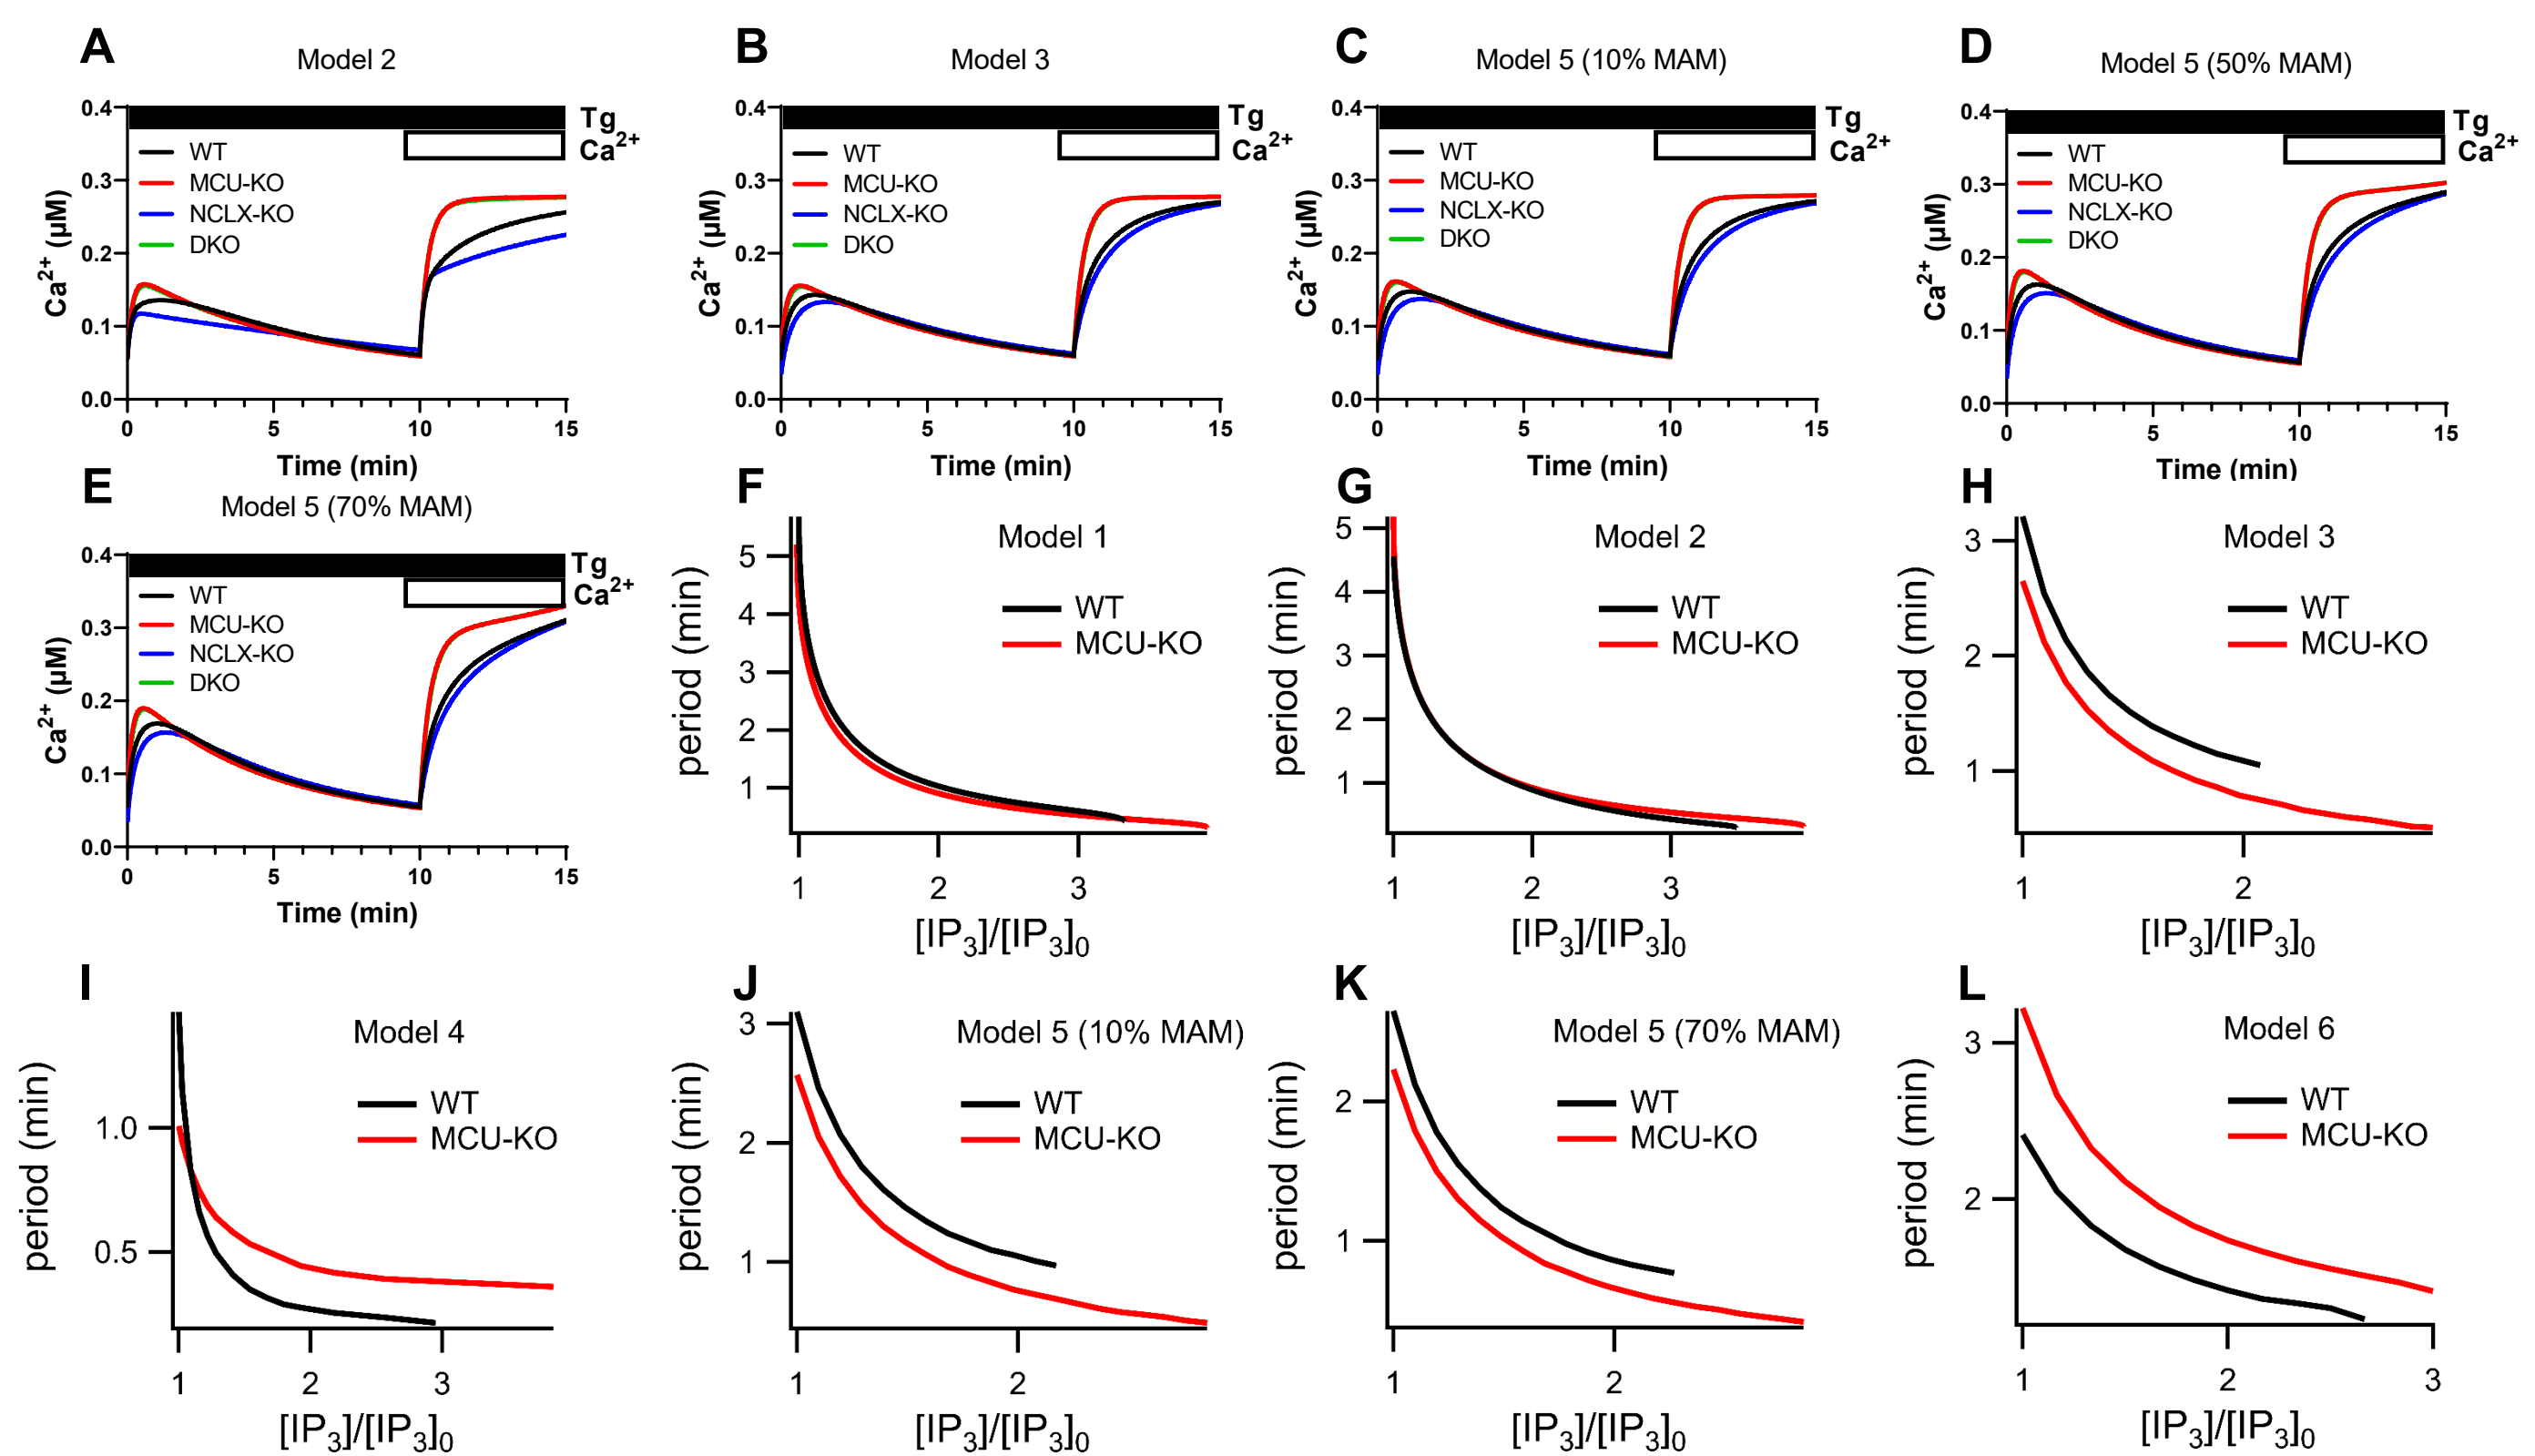 A
Model 2
0.4
0.3
0.2
0.1
0.0
Ca²⁺ (µM)
Tg
Ca²⁺
WT
MCU-KO
NCLX-KO
DKO
0 5 10 15
Time (min)
B
Model 3
0.4
0.3
0.2
0.1
0.0
Ca²⁺ (µM)
Tg
Ca²⁺
WT
MCU-KO
NCLX-KO
DKO
0 5 10 15
Time (min)
C
Model 5 (10% MAM)
0.4
0.3
0.2
0.1
0.0
Ca²⁺ (µM)
Tg
Ca²⁺
WT
MCU-KO
NCLX-KO
DKO
0 5 10 15
Time (min)
D
Model 5 (50% MAM)
0.4
0.3
0.2
0.1
0.0
Ca²⁺ (µM)
Tg
Ca²⁺
WT
MCU-KO
NCLX-KO
DKO
0 5 10 15
Time (min)
E
Model 5 (70% MAM)
0.4
0.3
0.2
0.1
0.0
Ca²⁺ (µM)
Tg
Ca²⁺
WT
MCU-KO
NCLX-KO
DKO
0 5 10 15
Time (min)
F
Model 1
5
4
3
2
1
period (min)
WT
MCU-KO
1 2 3
[IP₃]/[IP₃]₀
G
Model 2
5
4
3
2
1
period (min)
WT
MCU-KO
1 2 3
[IP₃]/[IP₃]₀
H
Model 3
3
2
1
period (min)
WT
MCU-KO
1 2
[IP₃]/[IP₃]₀
I
Model 4
1.0
0.5
period (min)
WT
MCU-KO
1 2 3
[IP₃]/[IP₃]₀
J
Model 5 (10% MAM)
3
2
1
period (min)
WT
MCU-KO
1 2
[IP₃]/[IP₃]₀
K
Model 5 (70% MAM)
2
1
period (min)
WT
MCU-KO
1 2
[IP₃]/[IP₃]₀
L
Model 6
3
2
period (min)
WT
MCU-KO
1 2 3
[IP₃]/[IP₃]₀